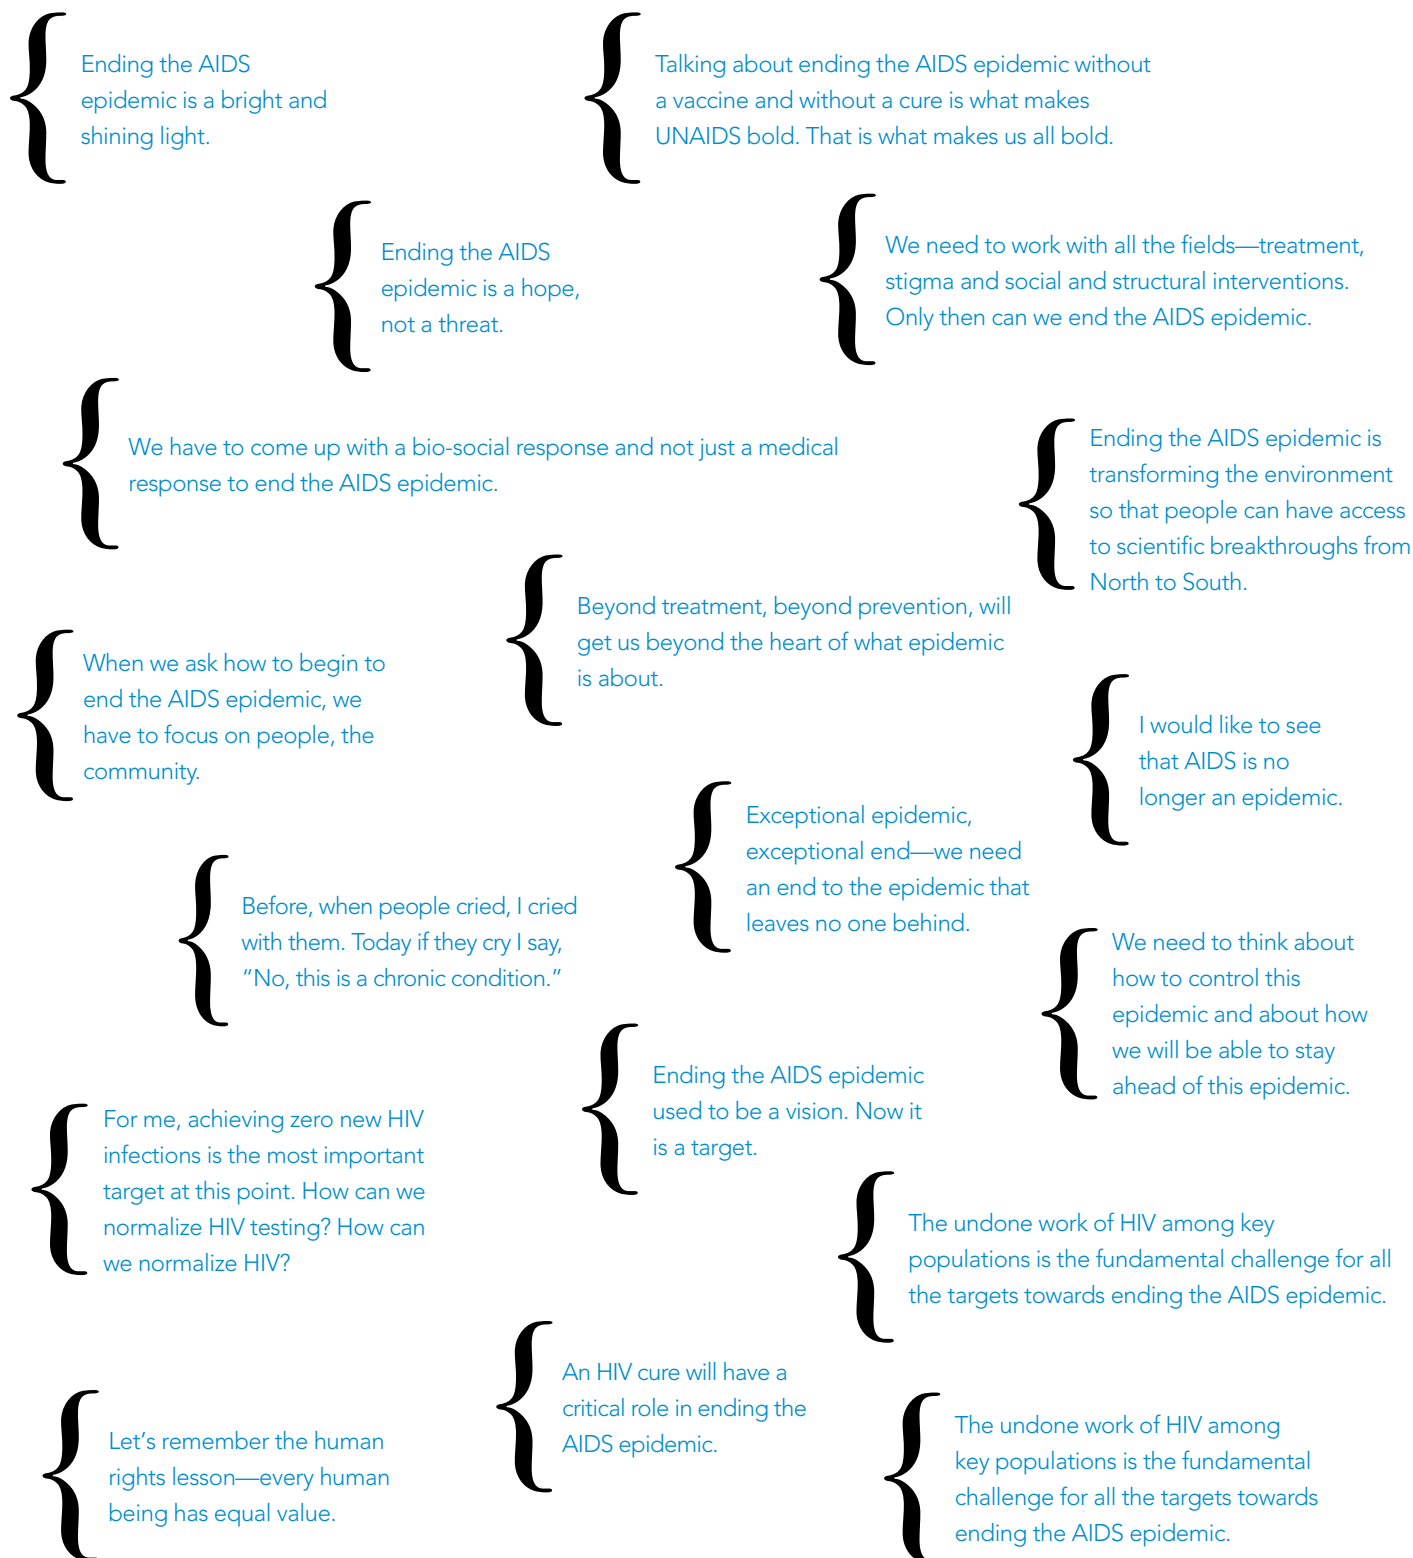 Ending the AIDS
epidemic is a bright and
shining light.
Talking about ending the AIDS epidemic without
a vaccine and without a cure is what makes
UNAIDS bold. That is what makes us all bold.
Ending the AIDS
epidemic is a hope,
not a threat.
We need to work with all the fields—treatment,
stigma and social and structural interventions.
Only then can we end the AIDS epidemic.
We have to come up with a bio-social response and not just a medical
response to end the AIDS epidemic.
Ending the AIDS epidemic is
transforming the environment
so that people can have access
to scientific breakthroughs from
North to South.
Beyond treatment, beyond prevention, will
get us beyond the heart of what epidemic
is about.
When we ask how to begin to
end the AIDS epidemic, we
have to focus on people, the
community.
I would like to see
that AIDS is no
longer an epidemic.
Exceptional epidemic,
exceptional end—we need
an end to the epidemic that
leaves no one behind.
Before, when people cried, I cried
with them. Today if they cry I say,
“No, this is a chronic condition.”
We need to think about
how to control this
epidemic and about how
we will be able to stay
ahead of this epidemic.
Ending the AIDS epidemic
used to be a vision. Now it
is a target.
For me, achieving zero new HIV
infections is the most important
target at this point. How can we
normalize HIV testing? How can
we normalize HIV?
The undone work of HIV among key
populations is the fundamental challenge for all
the targets towards ending the AIDS epidemic.
An HIV cure will have a
critical role in ending the
AIDS epidemic.
Let’s remember the human
rights lesson—every human
being has equal value.
The undone work of HIV among
key populations is the fundamental
challenge for all the targets towards
ending the AIDS epidemic.